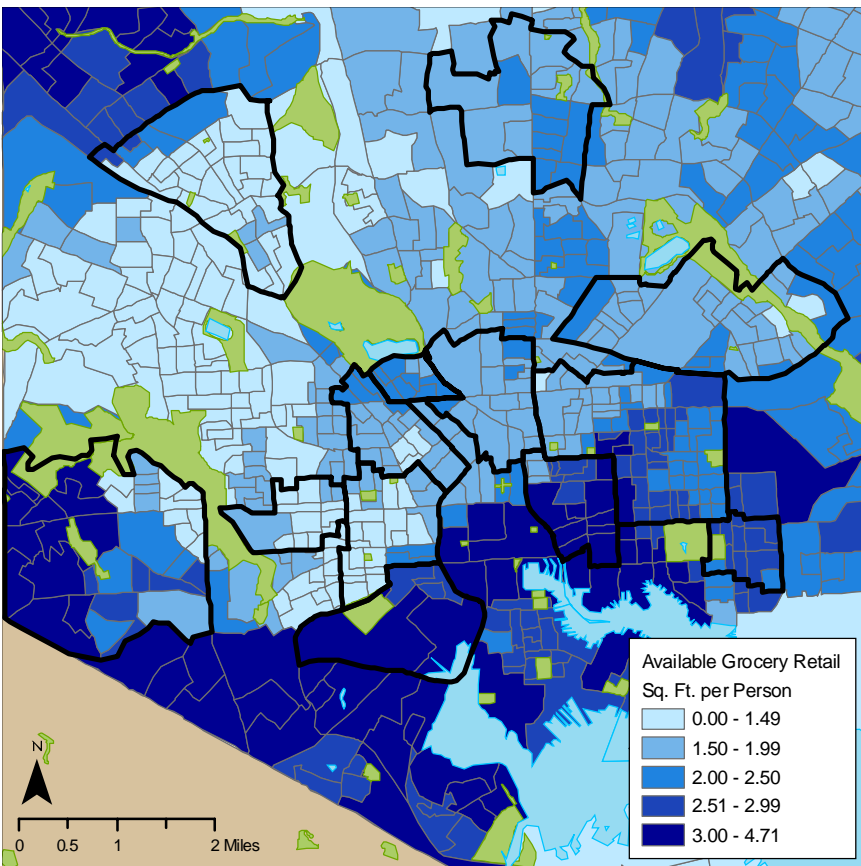 N
0 0.5 1 2 Miles
Available Grocery Retail
Sq. Ft. per Person
0.00 - 1.49
1.50 - 1.99
2.00 - 2.50
2.51 - 2.99
3.00 - 4.71